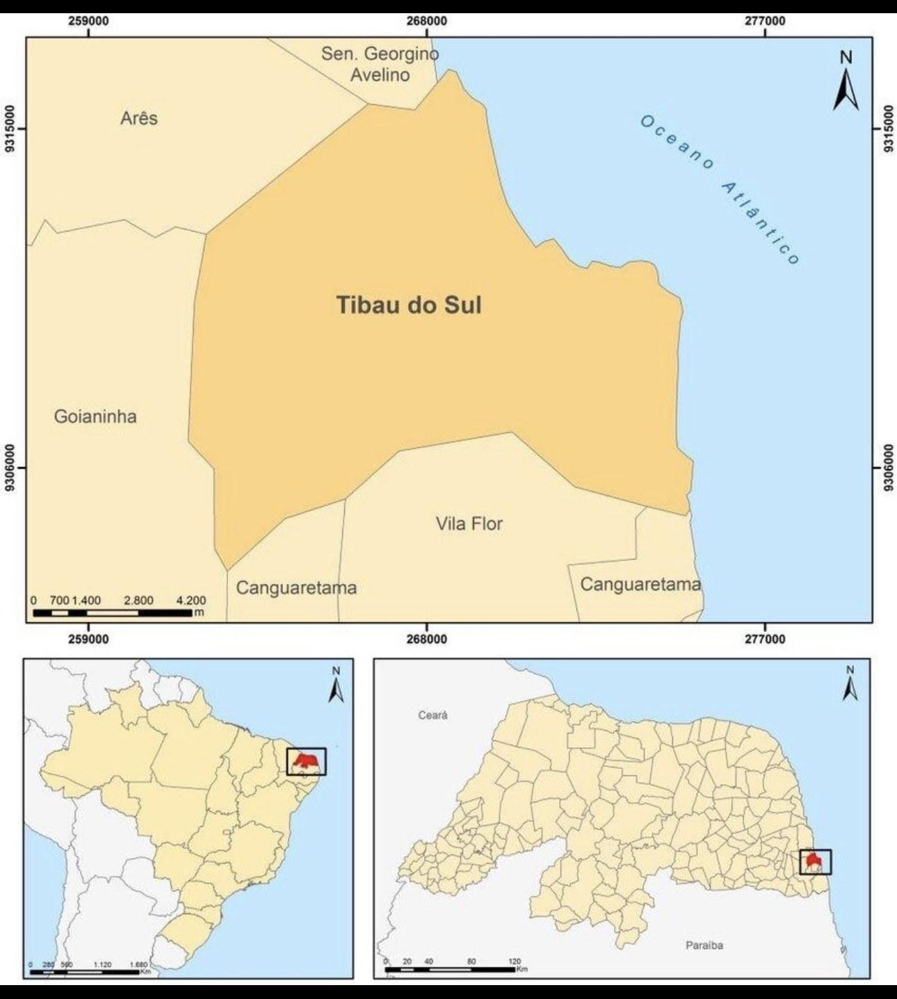 259000 268000 277000
Sen. Georgino
Avelino
N
Arês
Oceano Atlântico
9315000 9315000
Tibau do Sul
Goianinha
9306000 9306000
Vila Flor
Canguaretama
Canguaretama
0 700 1.400 2.800 4.200
m
259000 268000 277000
N
0 280 560 1.120 1.680
Km
N
Ceará
Paraíba
0 20 40 80 120
Km